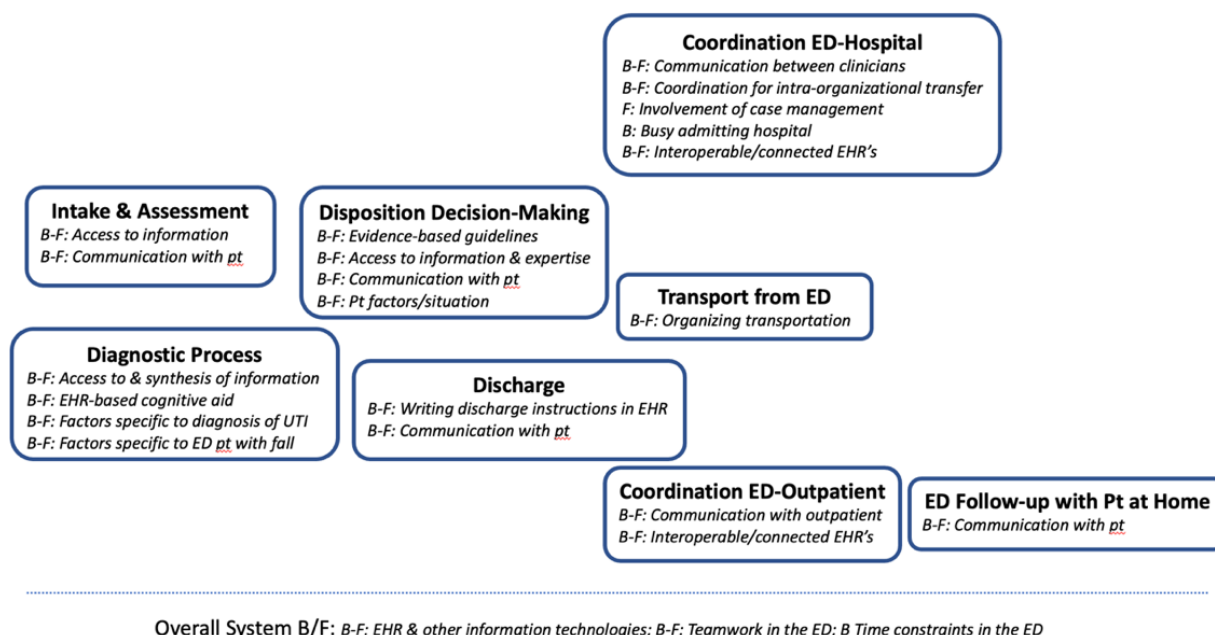 Coordination ED-Hospital
B-F: Communication between clinicians
B-F: Coordination for intra-organizational transfer
F: Involvement of case management
B: Busy admitting hospital
B-F: Interoperable/connected EHR's
Intake & Assessment
B-F: Access to information
B-F: Communication with pt
Disposition Decision-Making
B-F: Evidence-based guidelines
B-F: Access to information & expertise
B-F: Communication with pt
B-F: Pt factors/situation
Transport from ED
B-F: Organizing transportation
Diagnostic Process
B-F: Access to & synthesis of information
B-F: EHR-based cognitive aid
B-F: Factors specific to diagnosis of UTI
B-F: Factors specific to ED pt with fall
Discharge
B-F: Writing discharge instructions in EHR
B-F: Communication with pt
Coordination ED-Outpatient
B-F: Communication with outpatient
B-F: Interoperable/connected EHR's
ED Follow-up with Pt at Home
B-F: Communication with pt
Overall System B/F: B-F: EHR & other information technologies; B-F: Teamwork in the ED; B Time constraints in the ED